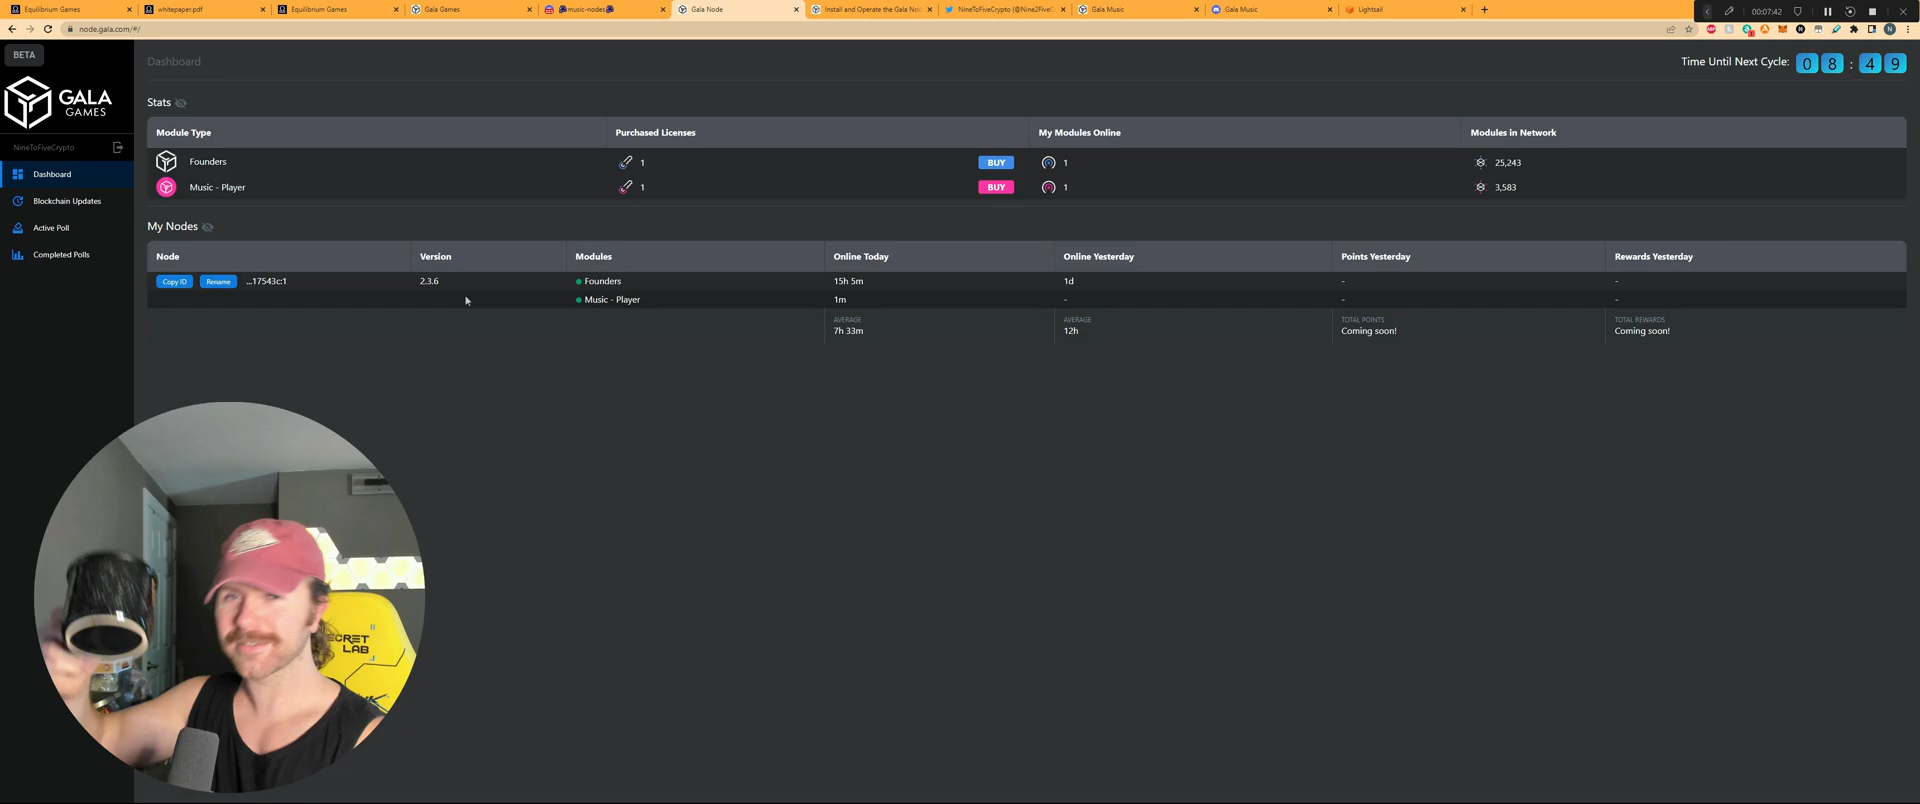 Equilibrium Games
whitepaper.pdf
Equilibrium Games
Gala Games
music-nodes
Gala Node
Install and Operate the Gala Noc
NineToFiveCrypto (@Nine2FiveC
Gala Music
Gala Music
Lightsail
00:07:42
node.gala.com/#/
BETA
GALA
GAMES
NineToFiveCrypto
Dashboard
Blockchain Updates
Active Poll
Completed Polls
Dashboard
Time Until Next Cycle: 0 8 : 4 9
Stats
Module Type Purchased Licenses My Modules Online Modules in Network
Founders 1 BUY 1 25,243
Music - Player 1 BUY 1 3,583
My Nodes
Node Version Modules Online Today Online Yesterday Points Yesterday Rewards Yesterday
Copy ID Rename ...17543c:1 2.3.6 Founders 15h 5m 1d - -
Music - Player 1m - - -
AVERAGE AVERAGE TOTAL POINTS TOTAL REWARDS
7h 33m 12h Coming soon! Coming soon!
SECRET
LAB